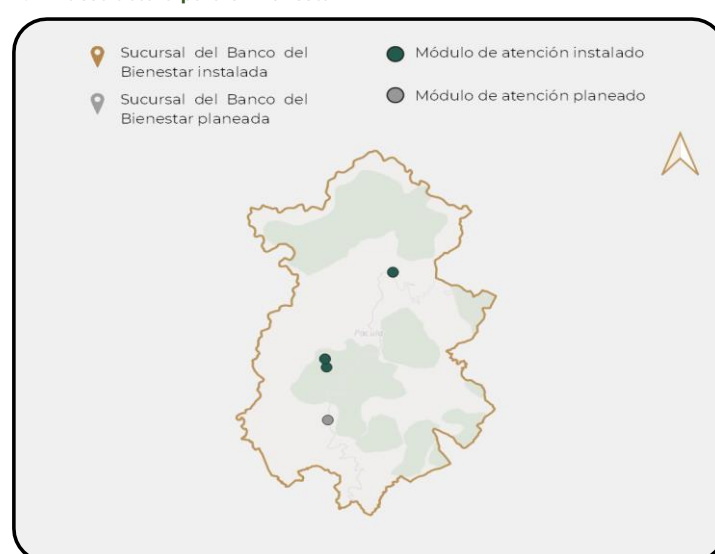 Sucursal del Banco del
Bienestar instalada
Sucursal del Banco del
Bienestar planeada
Módulo de atención instalado
Módulo de atención planeado
Pacula